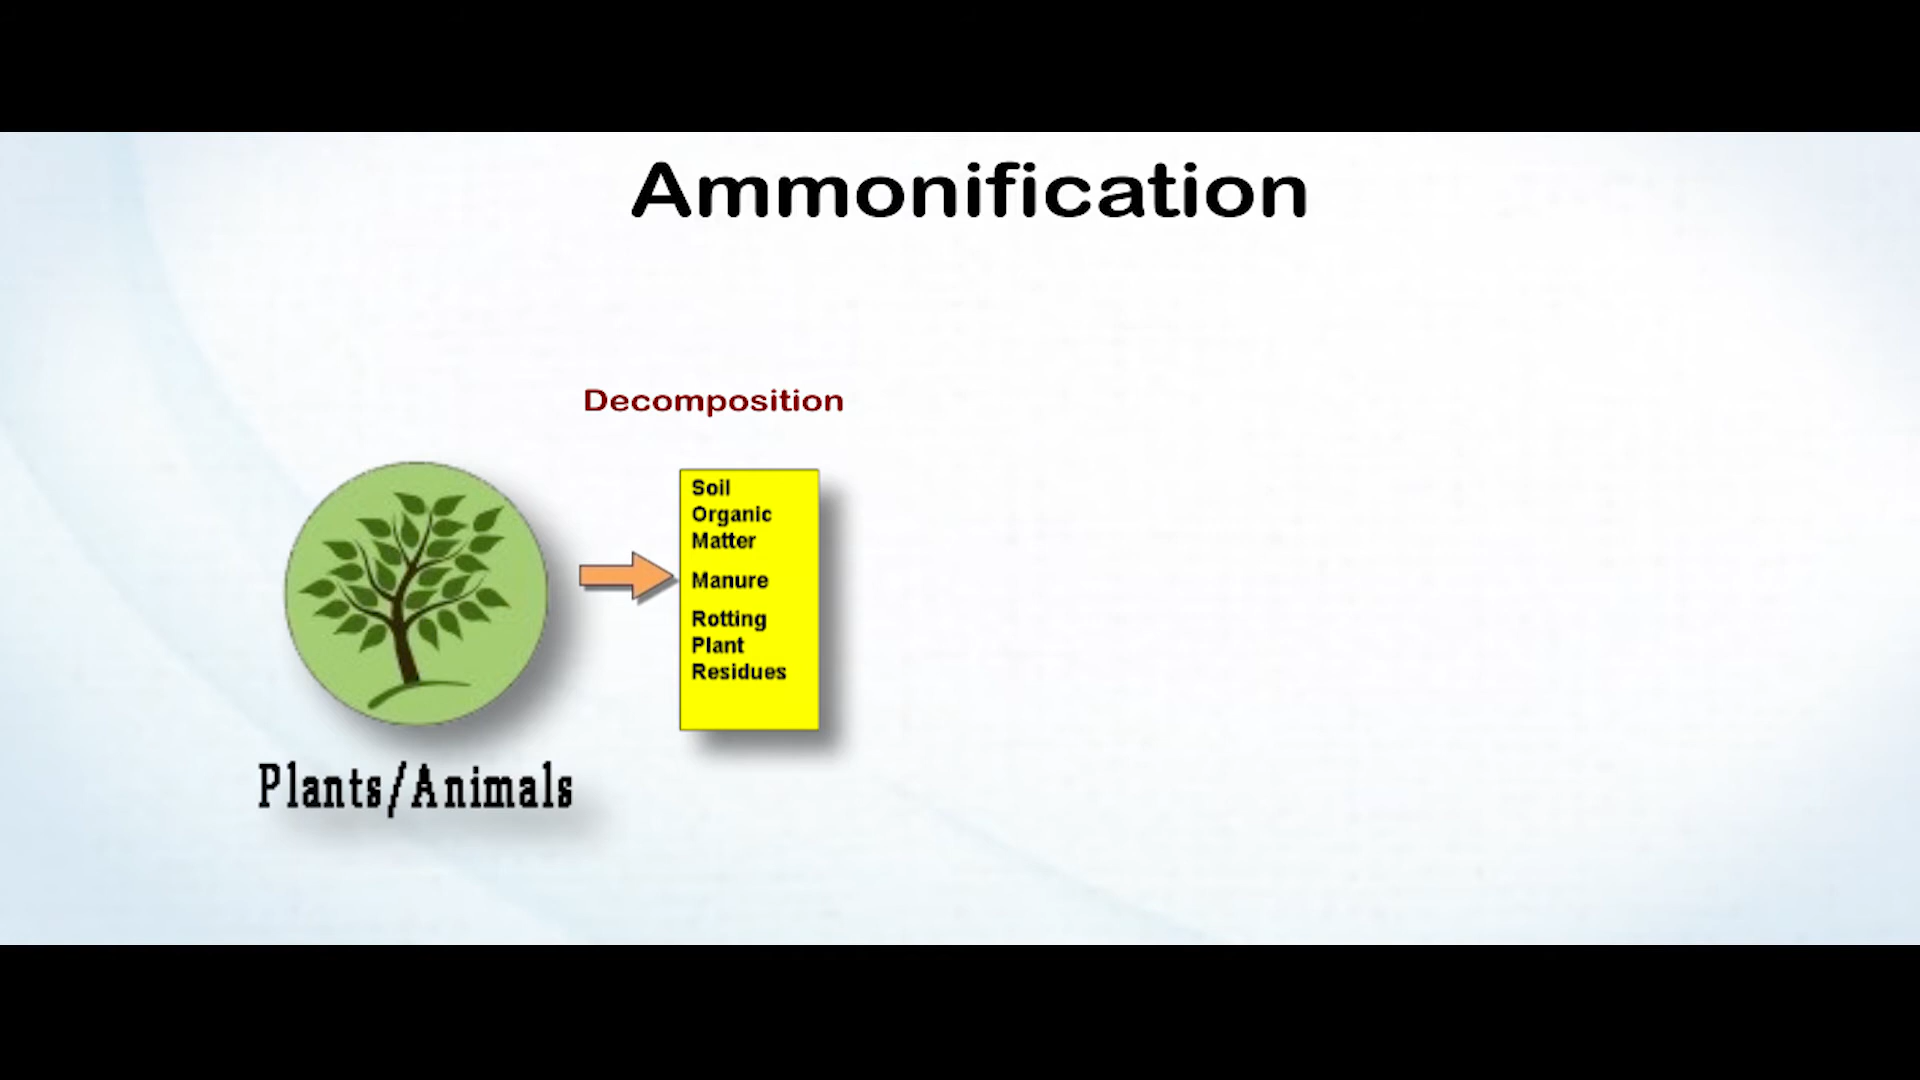 Ammonification
Decomposition
Soil
Organic
Matter
Manure
Rotting
Plant
Residues
Plants/Animals